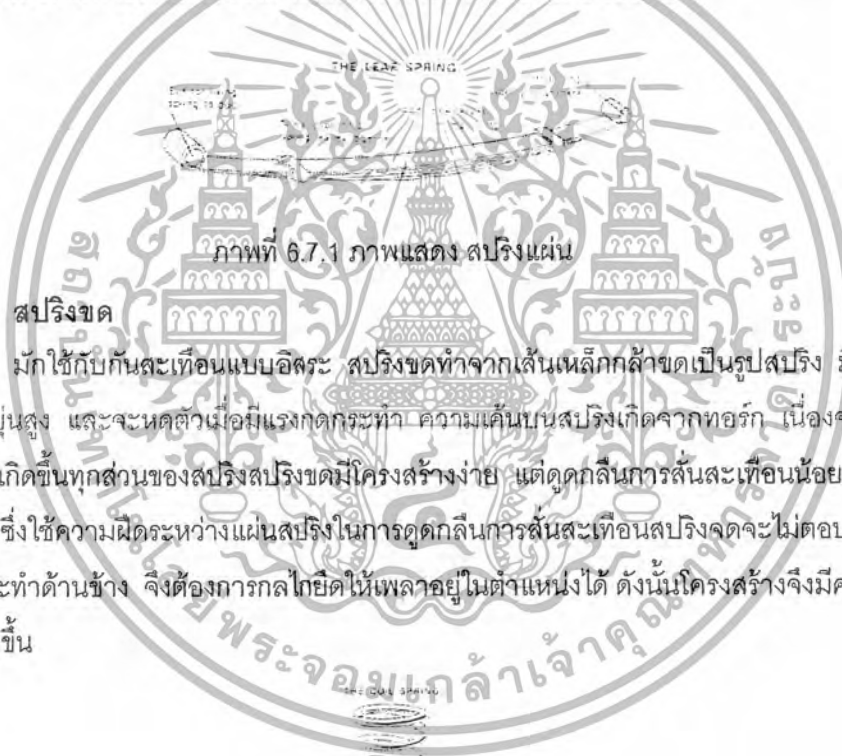 THE LEAF SPRING
ภาพที่ 6.7.1 ภาพแสดง สปริงแผ่น
สปริงขด
มักใช้กับกันสะเทือนแบบอิสระ สปริงขดทำจากเส้นเหล็กกล้าขดเป็นรูปสปริง
ยุ่นสูง และจะหดตัวเมื่อมีแรงกดกระทำ ความเค้นบนสปริงเกิดจากทอร์ก เนื่องจ
เกิดขึ้นทุกส่วนของสปริงสปริงขดมีโครงสร้างง่าย แต่ดูดกลืนการสั่นสะเทือนน้อย
ซึ่งใช้ความฝืดระหว่างแผ่นสปริงในการดูดกลืนการสั่นสะเทือนสปริงจดจะไม่ตอบ
ะทำด้านข้าง จึงต้องการกลไกยึดให้เพลาอยู่ในตำแหน่งได้ ดังนั้นโครงสร้างจึงมีค
ขึ้น
THE COIL SPRING